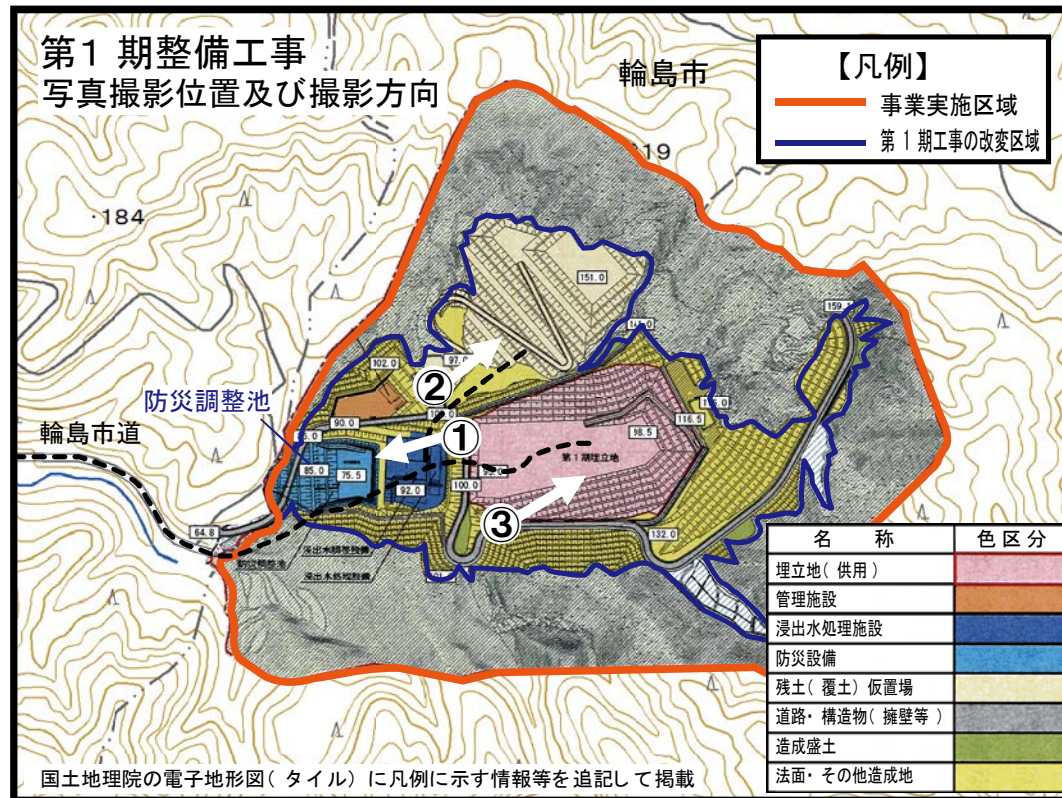 第1 期整備工事
写真撮影位置及び撮影方向
輪島市
【凡例】
事業実施区域
第 1 期工事の改変区域
・184
319
151.0
159.
102.0
97.
②
防災調整池
90.0
116.5
98.5
輪島市道
①
85.0
75.5
第1期埋立地
92.0
100.0
③
64.8
132.0
浸出水調整設備
防災調整池
浸出水処理設備
名 称
色 区 分
埋立地( 供用 )
管理施設
浸出水処理施設
防災設備
残土( 覆土) 仮置場
道路・ 構造物( 擁壁等 )
造成盛土
法面・ その他造成地
国土地理院の電子地形図( タイル) に凡例に示す情報等を追記して掲載